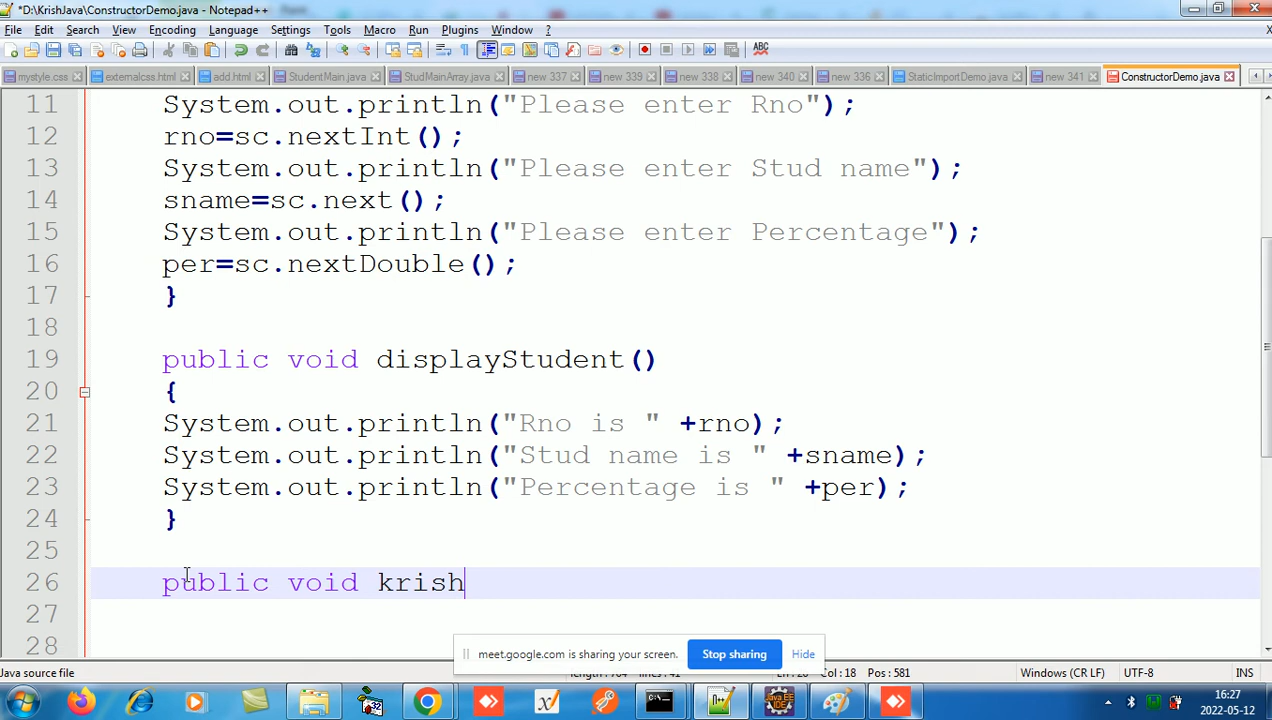 *D:\KrishJava\ConstructorDemo.java - Notepad++
File Edit Search View Encoding Language Settings Tools Macro Run Plugins Window ?
mystyle.css externalcss.html add.html StudentMain.java StudMainArray.java new 337 new 339 new 338 new 340 new 336 StaticImportDemo.java new 341 ConstructorDemo.java
11 System.out.println("Please enter Rno");
12 rno=sc.nextInt();
13 System.out.println("Please enter Stud name");
14 sname=sc.next();
15 System.out.println("Please enter Percentage");
16 per=sc.nextDouble();
17 }
18
19 public void displayStudent()
20 {
21 System.out.println("Rno is " +rno);
22 System.out.println("Stud name is " +sname);
23 System.out.println("Percentage is " +per);
24 }
25
26 public void krish
27
28
meet.google.com is sharing your screen. Stop sharing Hide
Java source file Col : 18 Pos : 581 Windows (CR LF) UTF-8 INS
16:27
2022-05-12